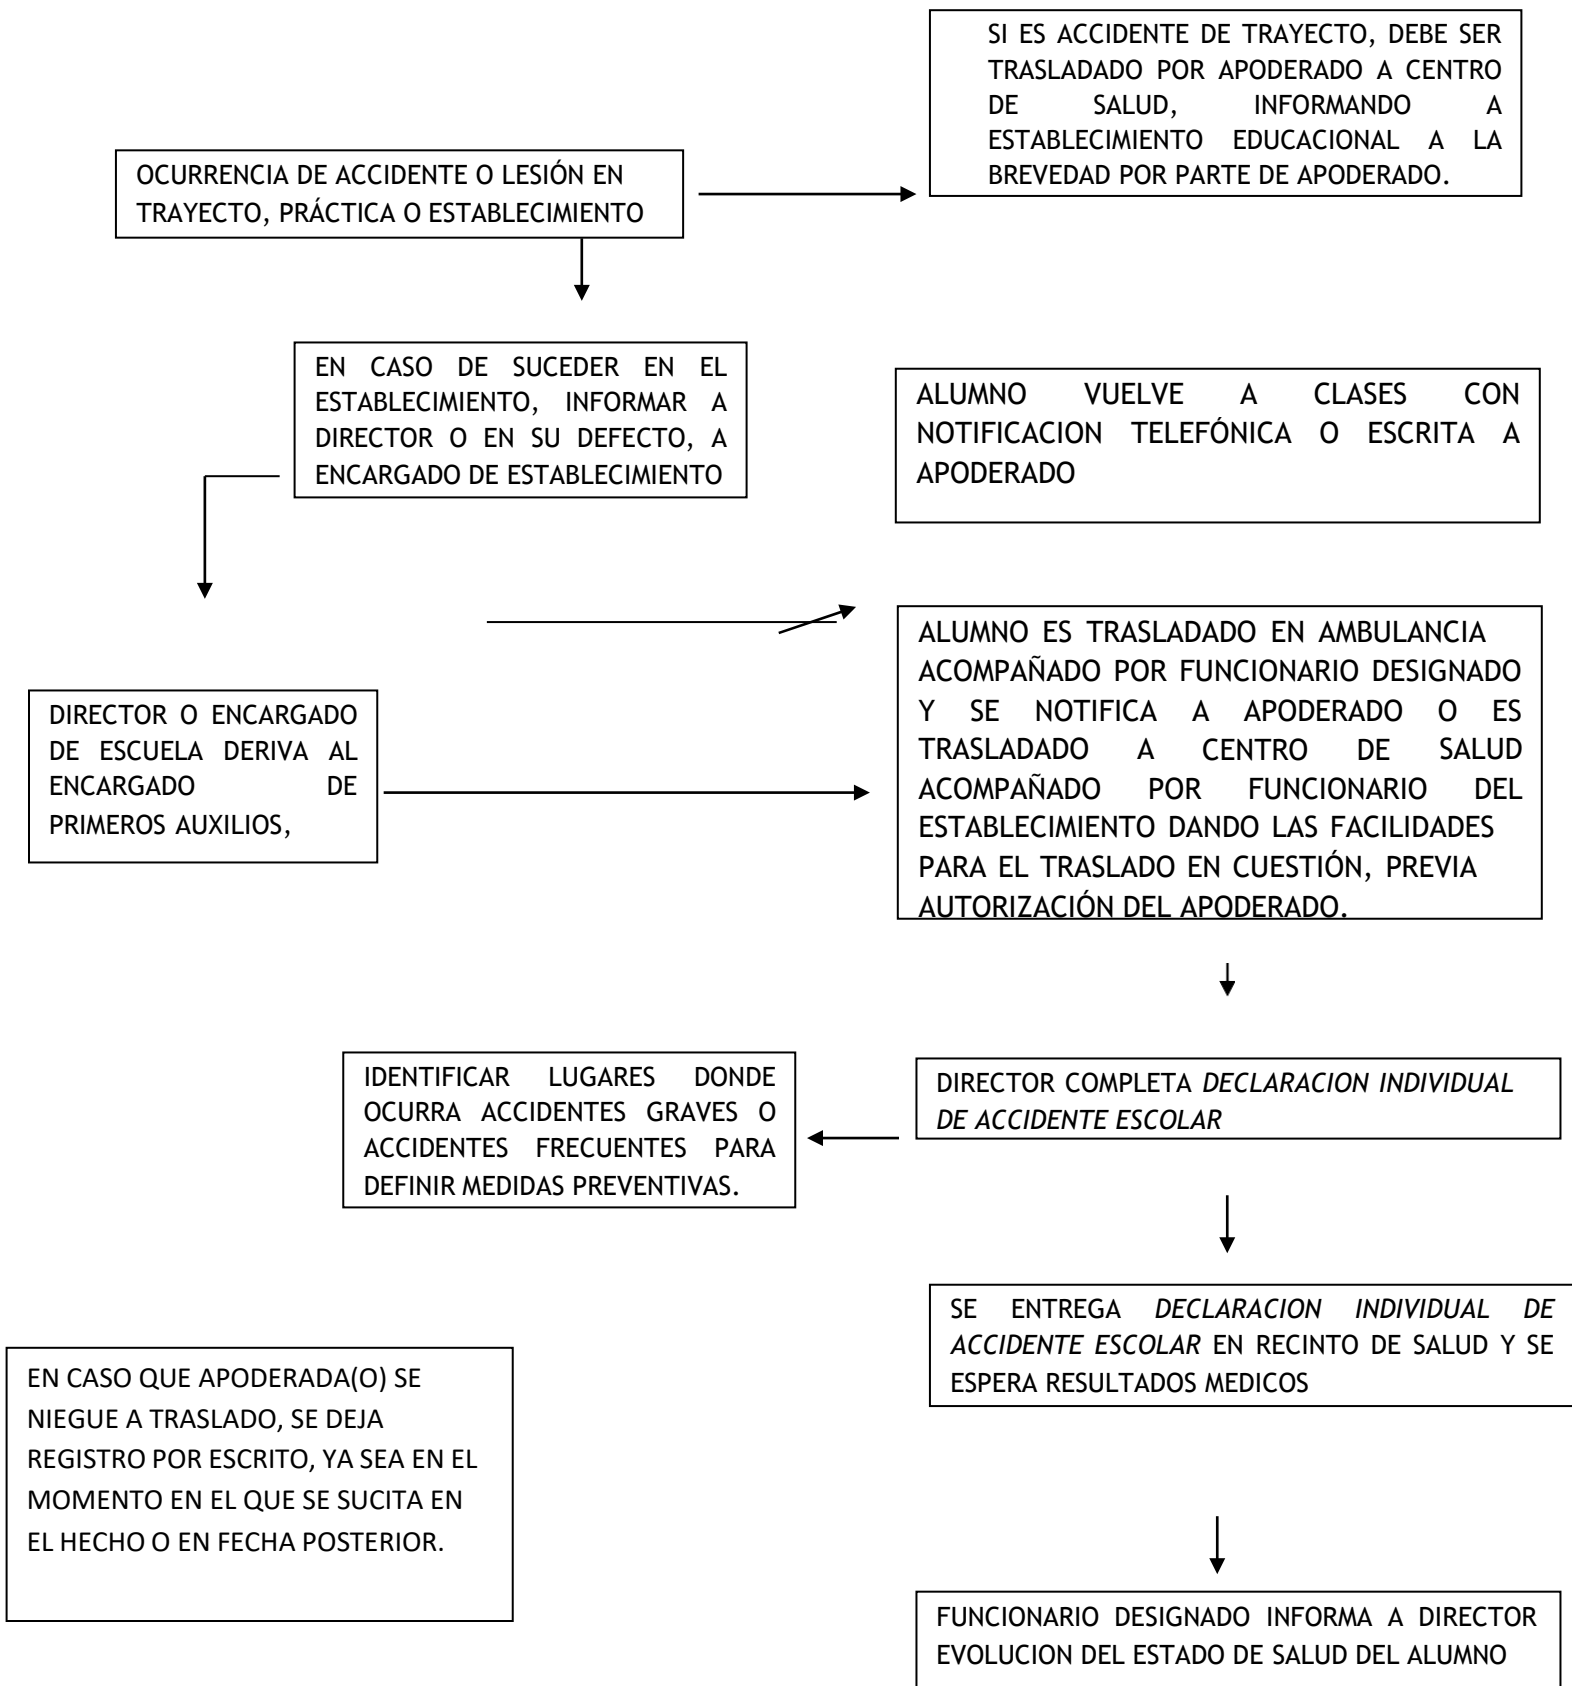 SI ES ACCIDENTE DE TRAYECTO, DEBE SER
TRASLADADO POR APODERADO A CENTRO
DE SALUD, INFORMANDO A
ESTABLECIMIENTO EDUCACIONAL A LA
BREVEDAD POR PARTE DE APODERADO.
OCURRENCIA DE ACCIDENTE O LESIÓN EN
TRAYECTO, PRÁCTICA O ESTABLECIMIENTO
EN CASO DE SUCEDER EN EL
ESTABLECIMIENTO, INFORMAR A
DIRECTOR O EN SU DEFECTO, A
ENCARGADO DE ESTABLECIMIENTO
ALUMNO VUELVE A CLASES CON
NOTIFICACION TELEFÓNICA O ESCRITA A
APODERADO
ALUMNO ES TRASLADADO EN AMBULANCIA
ACOMPAÑADO POR FUNCIONARIO DESIGNADO
Y SE NOTIFICA A APODERADO O ES
TRASLADADO A CENTRO DE SALUD
ACOMPAÑADO POR FUNCIONARIO DEL
ESTABLECIMIENTO DANDO LAS FACILIDADES
PARA EL TRASLADO EN CUESTIÓN, PREVIA
AUTORIZACIÓN DEL APODERADO.
DIRECTOR O ENCARGADO
DE ESCUELA DERIVA AL
ENCARGADO DE
PRIMEROS AUXILIOS,
IDENTIFICAR LUGARES DONDE
OCURRA ACCIDENTES GRAVES O
ACCIDENTES FRECUENTES PARA
DEFINIR MEDIDAS PREVENTIVAS.
DIRECTOR COMPLETA DECLARACION INDIVIDUAL
DE ACCIDENTE ESCOLAR
SE ENTREGA DECLARACION INDIVIDUAL DE
ACCIDENTE ESCOLAR EN RECINTO DE SALUD Y SE
ESPERA RESULTADOS MEDICOS
EN CASO QUE APODERADA(O) SE
NIEGUE A TRASLADO, SE DEJA
REGISTRO POR ESCRITO, YA SEA EN EL
MOMENTO EN EL QUE SE SUCITA EN
EL HECHO O EN FECHA POSTERIOR.
FUNCIONARIO DESIGNADO INFORMA A DIRECTOR
EVOLUCION DEL ESTADO DE SALUD DEL ALUMNO